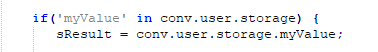 if('myValue' in conv.user.storage) {
sResult = conv.user.storage.myValue;